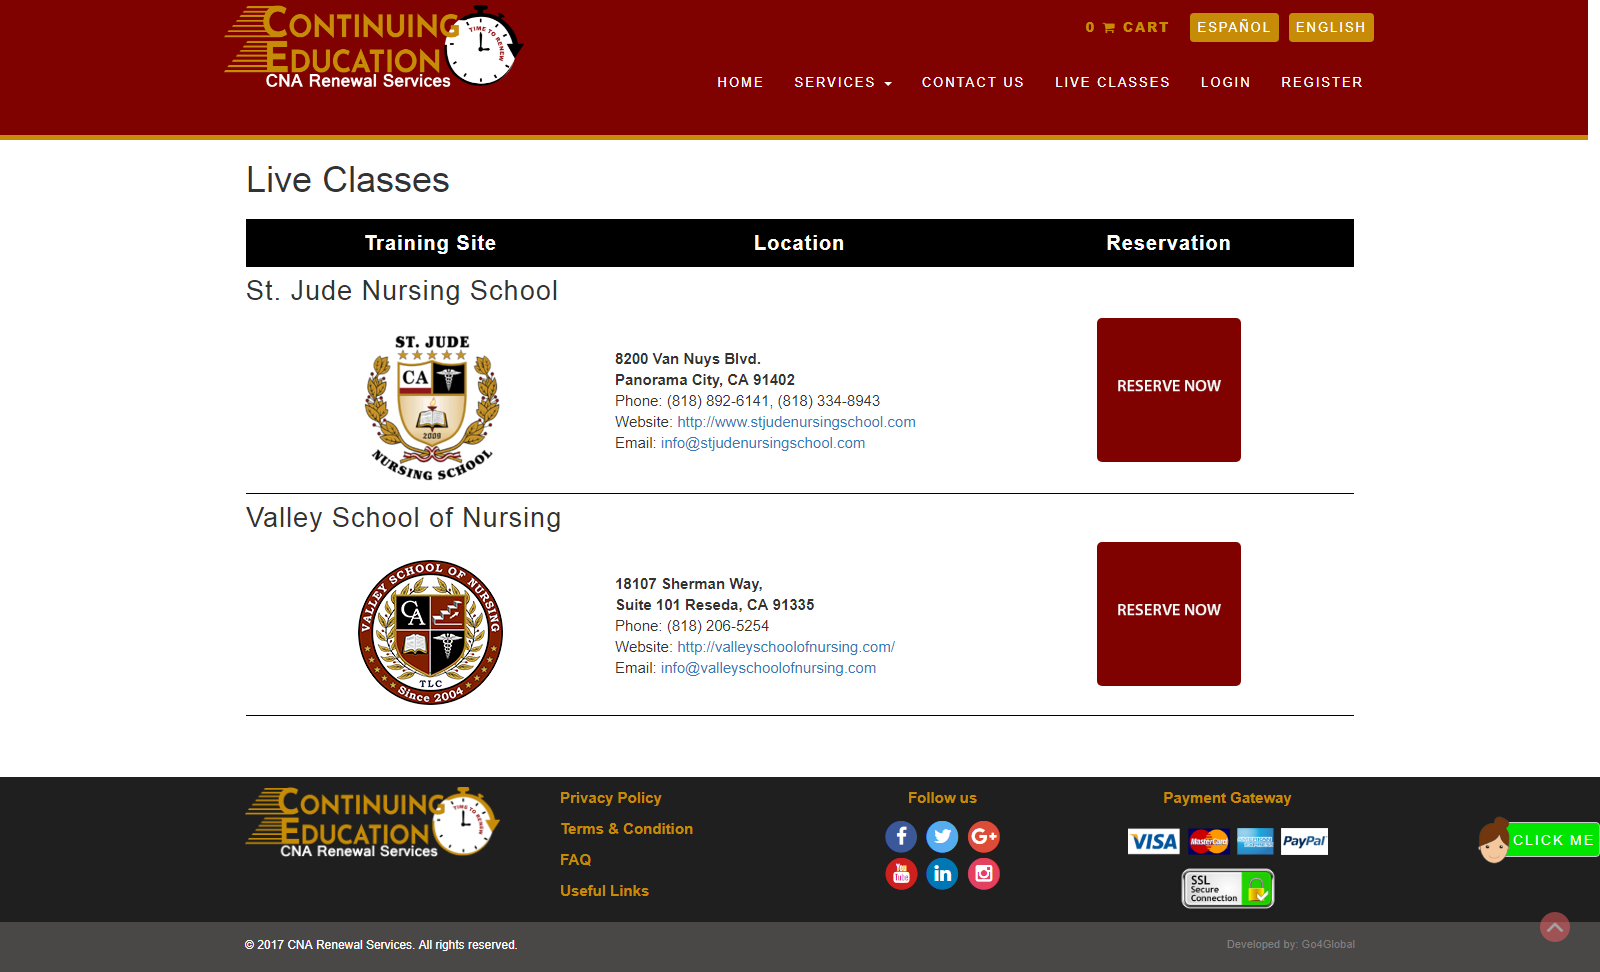 CONTINUING
EDUCATION
CNA Renewal Services
TIME TO RENEW
0 CART
ESPAÑOL
ENGLISH
HOME
SERVICES
CONTACT US
LIVE CLASSES
LOGIN
REGISTER
Live Classes
Training Site
Location
Reservation
St. Jude Nursing School
ST. JUDE
CA
2009
NURSING SCHOOL
8200 Van Nuys Blvd.
Panorama City, CA 91402
Phone: (818) 892-6141, (818) 334-8943
Website: http://www.stjudenursingschool.com
Email: info@stjudenursingschool.com
RESERVE NOW
Valley School of Nursing
VALLEY SCHOOL OF NURSING
CA
TLC
Since 2004
18107 Sherman Way,
Suite 101 Reseda, CA 91335
Phone: (818) 206-5254
Website: http://valleyschoolofnursing.com/
Email: info@valleyschoolofnursing.com
RESERVE NOW
CONTINUING
EDUCATION
CNA Renewal Services
TIME TO RENEW
Privacy Policy
Terms & Condition
FAQ
Useful Links
Follow us
f
G+
You
Tube
in
Payment Gateway
VISA
MasterCard
AMERICAN
EXPRESS
PayPal
SSL
Secure
Connection
CLICK ME
© 2017 CNA Renewal Services. All rights reserved.
Developed by: Go4Global